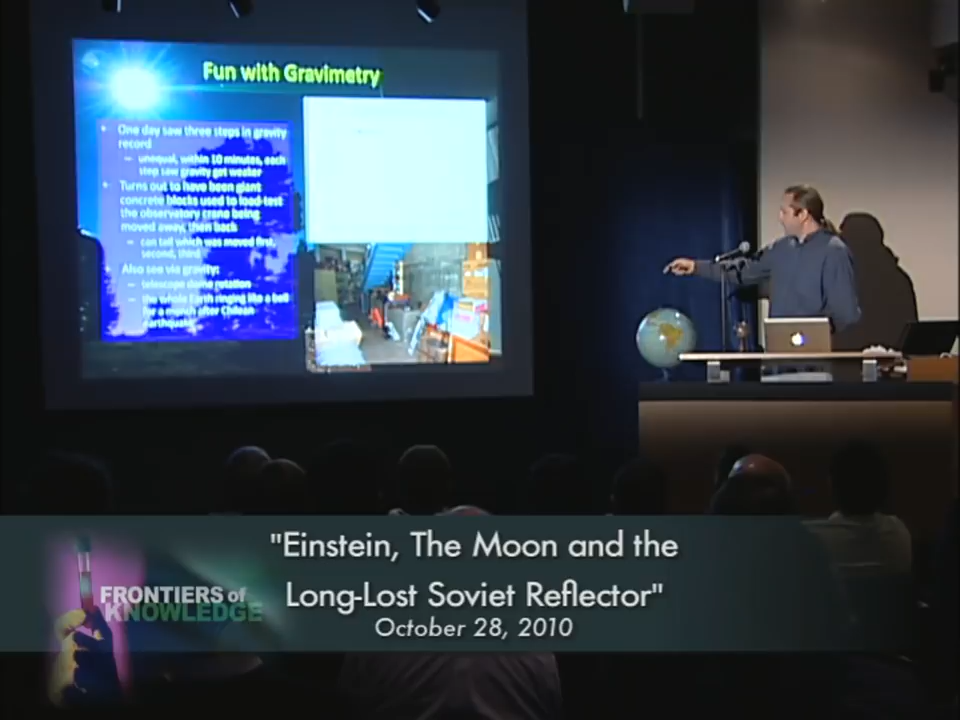 Fun with Gravimetry
• One day saw three steps in gravity
record
– unequal, within 10 minutes, each
step saw gravity get weaker
• Turns out to have been giant
concrete blocks used to load-test
the observatory crane being
moved away, then back
– can tell which was moved first,
second, third
• Also see via gravity:
– telescope dome rotation
– the whole Earth ringing like a bell
for a month after Chilean
earthquake
"Einstein, The Moon and the
Long-Lost Soviet Reflector"
October 28, 2010
FRONTIERS of
KNOWLEDGE